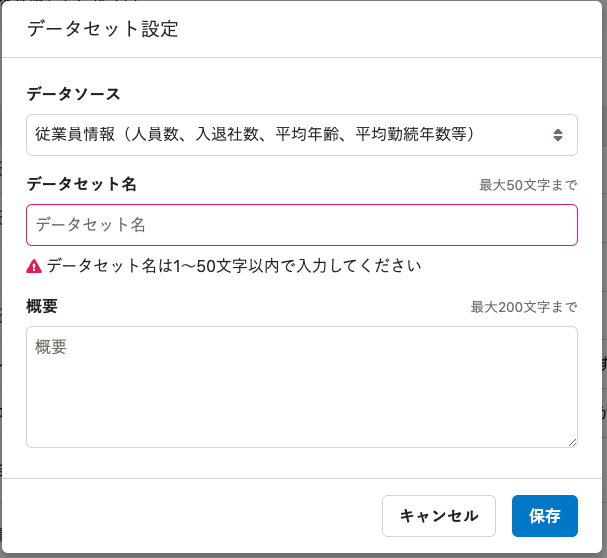 データセット設定
データソース
従業員情報（人員数、入退社数、平均年齢、平均勤続年数等）
データセット名
最大50文字まで
データセット名
データセット名は1〜50文字以内で入力してください
概要
最大200文字まで
概要
キャンセル
保存